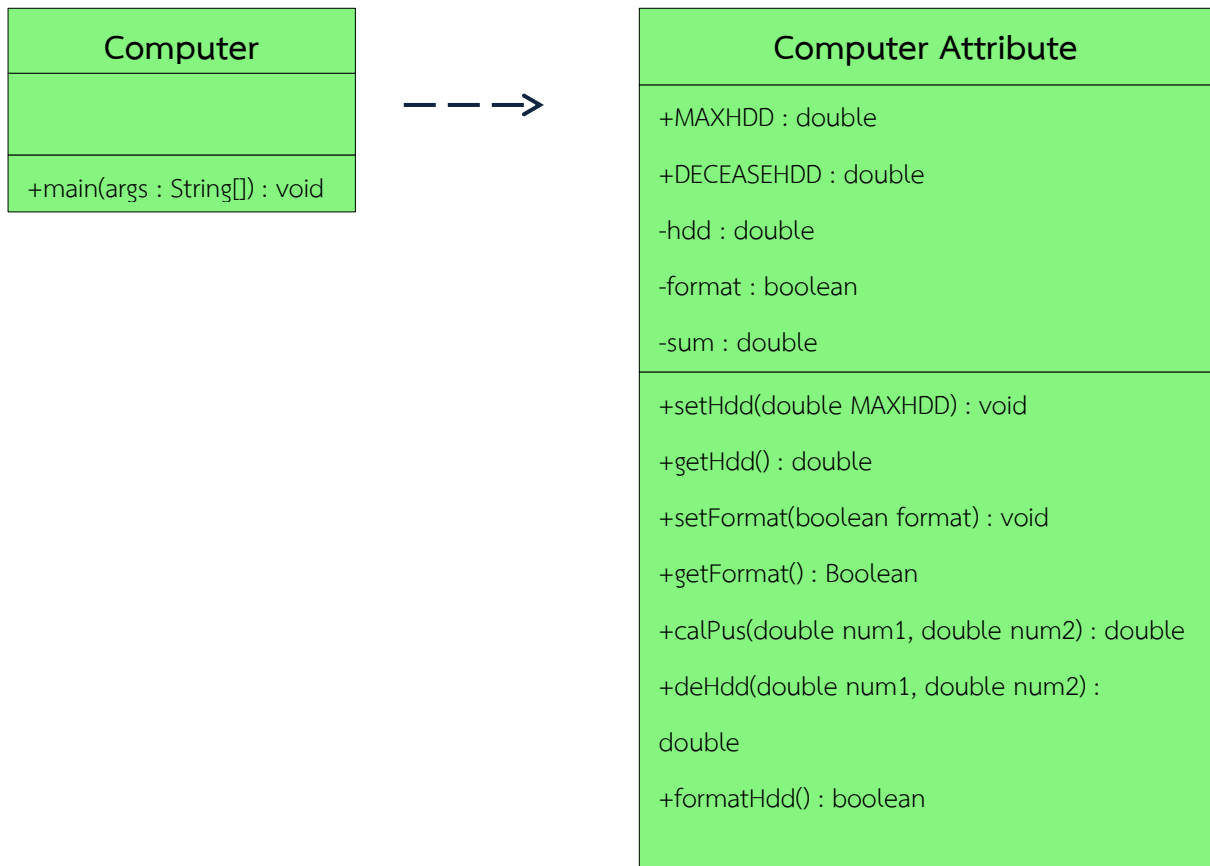 Computer
+main(args : String[]) : void
Computer Attribute
+MAXHDD : double
+DECEASEHDD : double
-hdd : double
-format : boolean
-sum : double
+setHdd(double MAXHDD) : void
+getHdd() : double
+setFormat(boolean format) : void
+getFormat() : Boolean
+calPus(double num1, double num2) : double
+deHdd(double num1, double num2) :
double
+formatHdd() : boolean